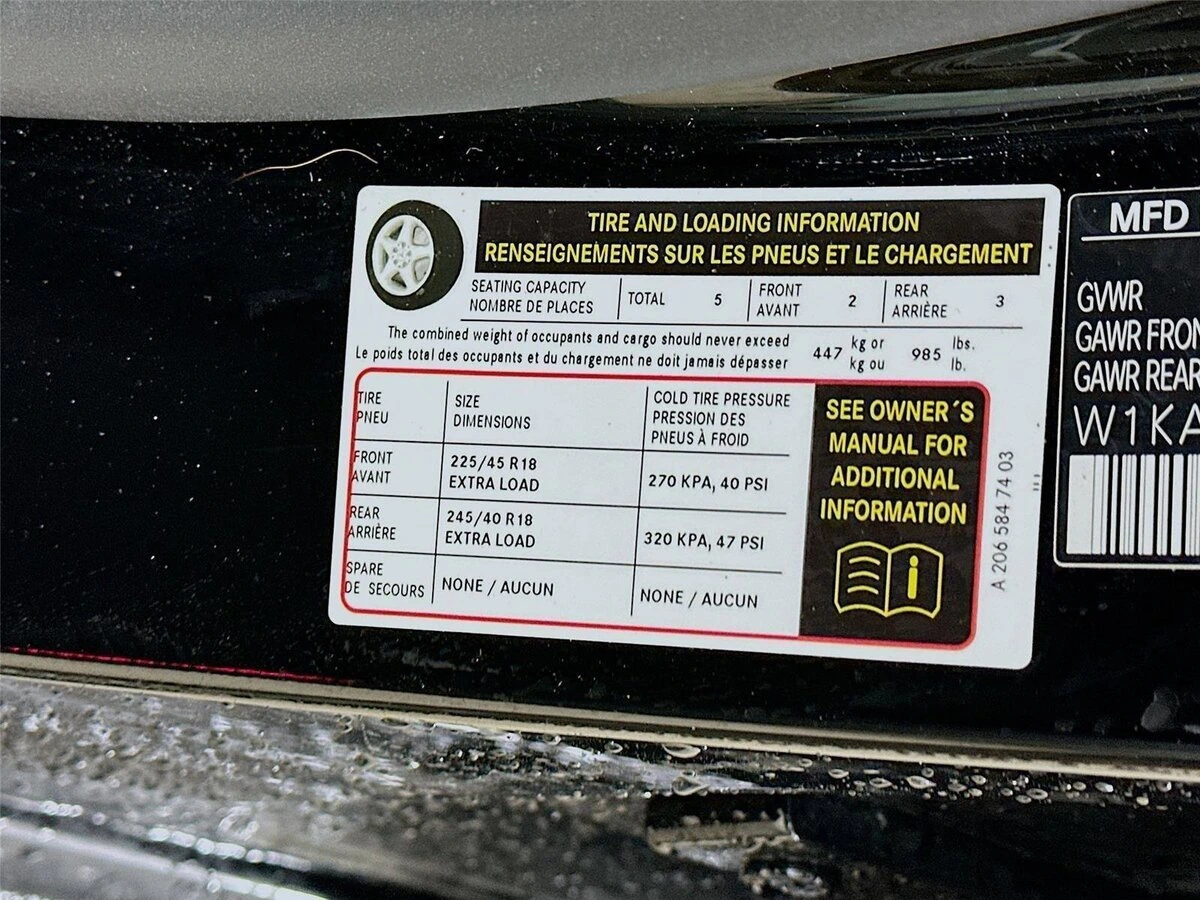 TIRE AND LOADING INFORMATION
RENSEIGNEMENTS SUR LES PNEUS ET LE CHARGEMENT
SEATING CAPACITY
NOMBRE DE PLACES
TOTAL 5
FRONT
AVANT
2
REAR
ARRIÈRE
3
The combined weight of occupants and cargo should never exceed
Le poids total des occupants et du chargement ne doit jamais dépasser
447 kg or
kg ou
985 lbs.
lb.
TIRE
PNEU
SIZE
DIMENSIONS
COLD TIRE PRESSURE
PRESSION DES
PNEUS À FROID
FRONT
AVANT
225/45 R18
EXTRA LOAD
270 KPA, 40 PSI
REAR
ARRIÈRE
245/40 R18
EXTRA LOAD
320 KPA, 47 PSI
SPARE
DE SECOURS
NONE / AUCUN
NONE / AUCUN
SEE OWNER´S
MANUAL FOR
ADDITIONAL
INFORMATION
A 206 584 74 03
MFD
GVWR
GAWR FRON
GAWR REAR
W1KA